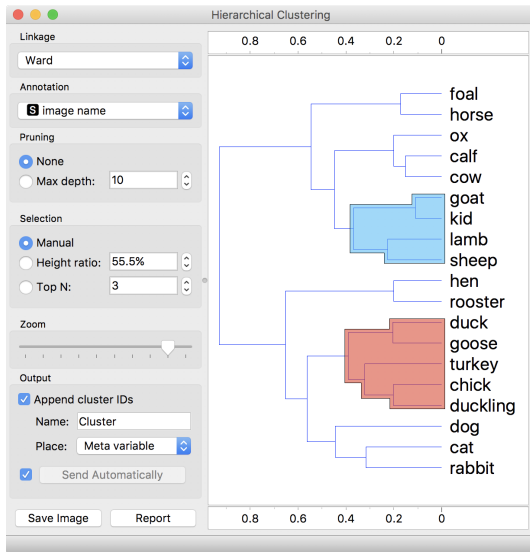 Hierarchical Clustering
Linkage
Ward
Annotation
S image name
Pruning
None
Max depth: 10
Selection
Manual
Height ratio: 55.5%
Top N: 3
Zoom
Output
Append cluster IDs
Name: Cluster
Place: Meta variable
Send Automatically
Save Image Report
0.8 0.6 0.4 0.2 0
foal
horse
ox
calf
cow
goat
kid
lamb
sheep
hen
rooster
duck
goose
turkey
chick
duckling
dog
cat
rabbit
0.8 0.6 0.4 0.2 0